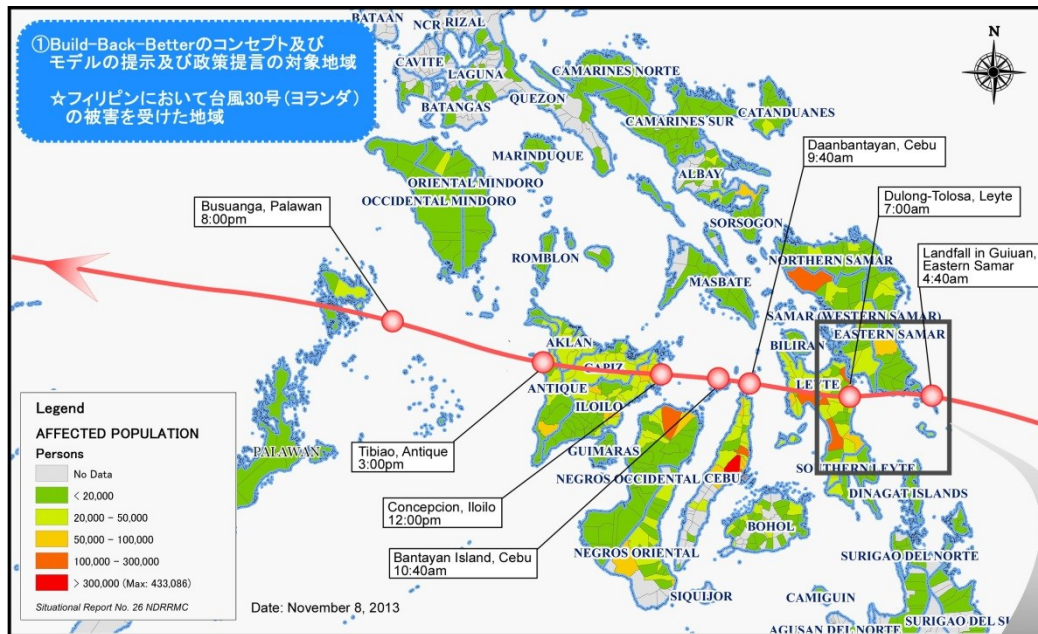 ①Build-Back-Betterのコンセプト及び
モデルの提示及び政策提言の対象地域
☆フィリピンにおいて台風30号(ヨランダ)
の被害を受けた地域
N
BATAAN
NCR
RIZAL
CAVITE
LAGUNA
BATANGAS
QUEZON
CAMARINES NORTE
CAMARINES SUR
CATANDUANES
MARINDUQUE
ALBAY
ORIENTAL MINDORO
OCCIDENTAL MINDORO
SORSOGON
ROMBLON
MASBATE
NORTHERN SAMAR
SAMAR (WESTERN SAMAR)
EASTERN SAMAR
BILIRAN
LEYTE
AKLAN
CAPIZ
ANTIQUE
ILOILO
GUIMARAS
PALAWAN
NEGROS OCCIDENTAL
CEBU
SOUTHERN LEYTE
DINAGAT ISLANDS
BOHOL
NEGROS ORIENTAL
SURIGAO DEL NORTE
SIQUIJOR
CAMIGUIN
AGUSAN DEL NORTE
Daanbantayan, Cebu
9:40am
Dulong-Tolosa, Leyte
7:00am
Landfall in Guiuan,
Eastern Samar
4:40am
Busuanga, Palawan
8:00pm
Tibiao, Antique
3:00pm
Concepcion, Iloilo
12:00pm
Bantayan Island, Cebu
10:40am
Legend
AFFECTED POPULATION
Persons
No Data
< 20,000
20,000 - 50,000
50,000 - 100,000
100,000 - 300,000
> 300,000 (Max: 433,086)
Situational Report No. 26 NDRRMC
Date: November 8, 2013
SURIGAO DEL